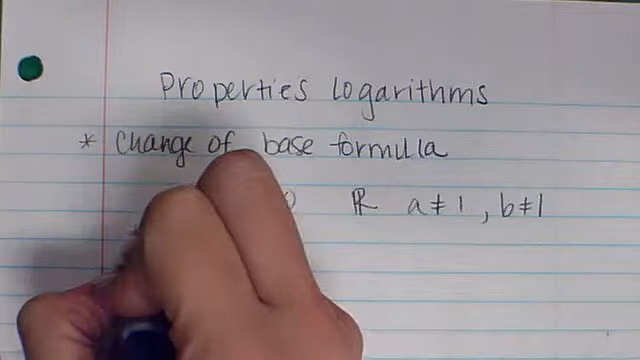 Properties logarithms
* change of base formula
ℝ a ≠ 1 , b ≠ 1